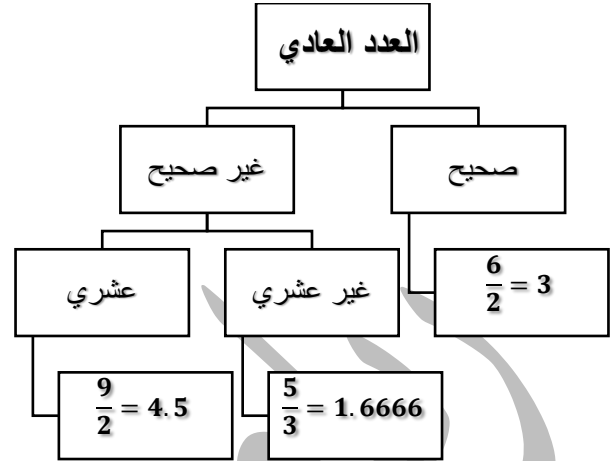 العدد العادي
صحيح
غير صحيح
6/2 = 3
غير عشري
عشري
5/3 = 1.6666
9/2 = 4.5